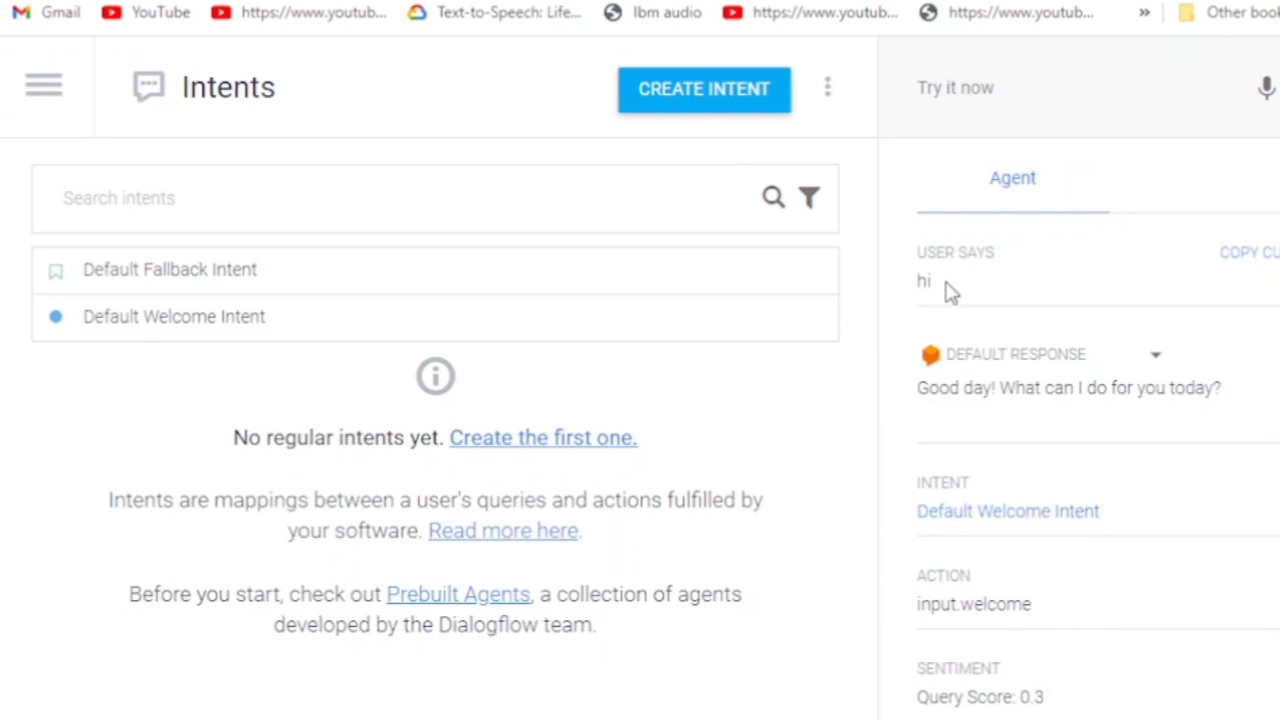 Gmail YouTube https://www.youtub... Text-to-Speech: Life... Ibm audio https://www.youtub... https://www.youtub... » Other book
Intents
CREATE INTENT
Try it now
Search intents
Default Fallback Intent
Default Welcome Intent
No regular intents yet. Create the first one.
Intents are mappings between a user's queries and actions fulfilled by
your software. Read more here.
Before you start, check out Prebuilt Agents, a collection of agents
developed by the Dialogflow team.
Agent
USER SAYS COPY CU
hi
DEFAULT RESPONSE
Good day! What can I do for you today?
INTENT
Default Welcome Intent
ACTION
input.welcome
SENTIMENT
Query Score: 0.3